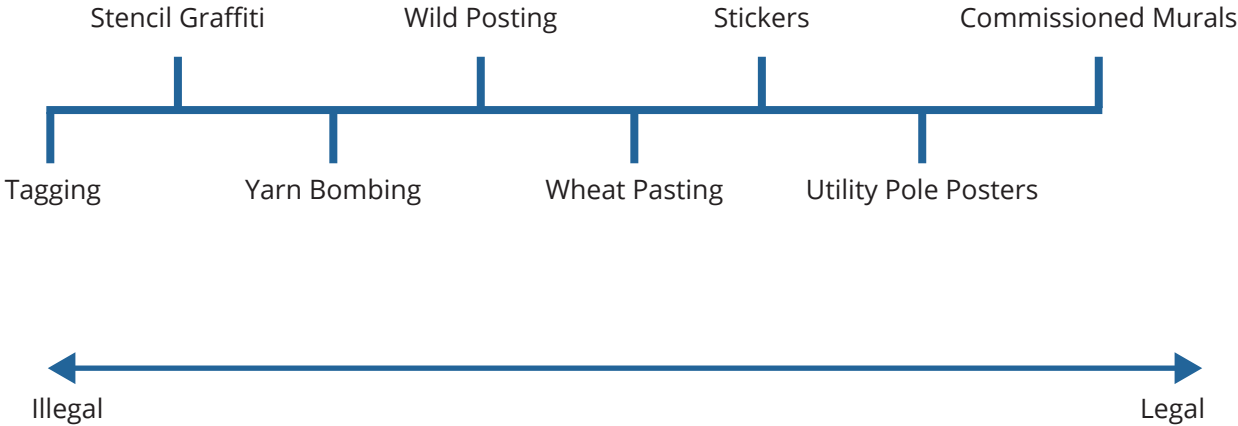 Stencil Graffiti Wild Posting Stickers Commissioned Murals
Tagging Yarn Bombing Wheat Pasting Utility Pole Posters
Illegal Legal